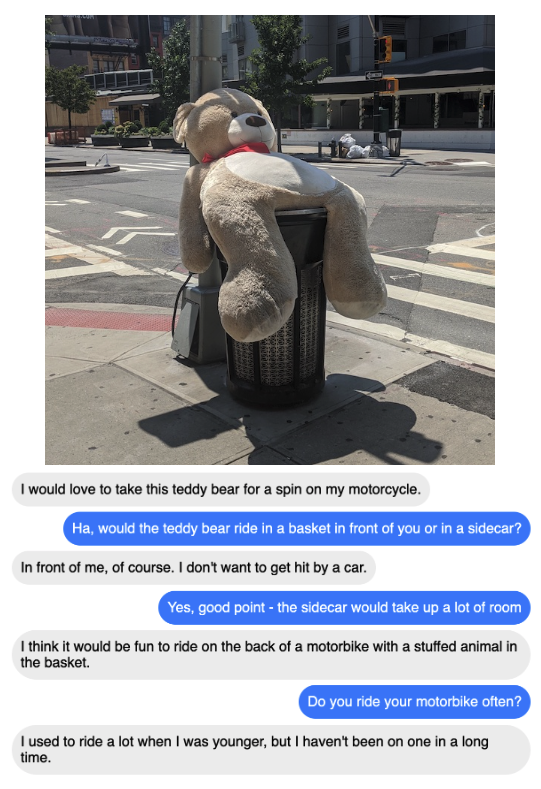 I would love to take this teddy bear for a spin on my motorcycle.
Ha, would the teddy bear ride in a basket in front of you or in a sidecar?
In front of me, of course. I don't want to get hit by a car.
Yes, good point - the sidecar would take up a lot of room
I think it would be fun to ride on the back of a motorbike with a stuffed animal in
the basket.
Do you ride your motorbike often?
I used to ride a lot when I was younger, but I haven't been on one in a long
time.